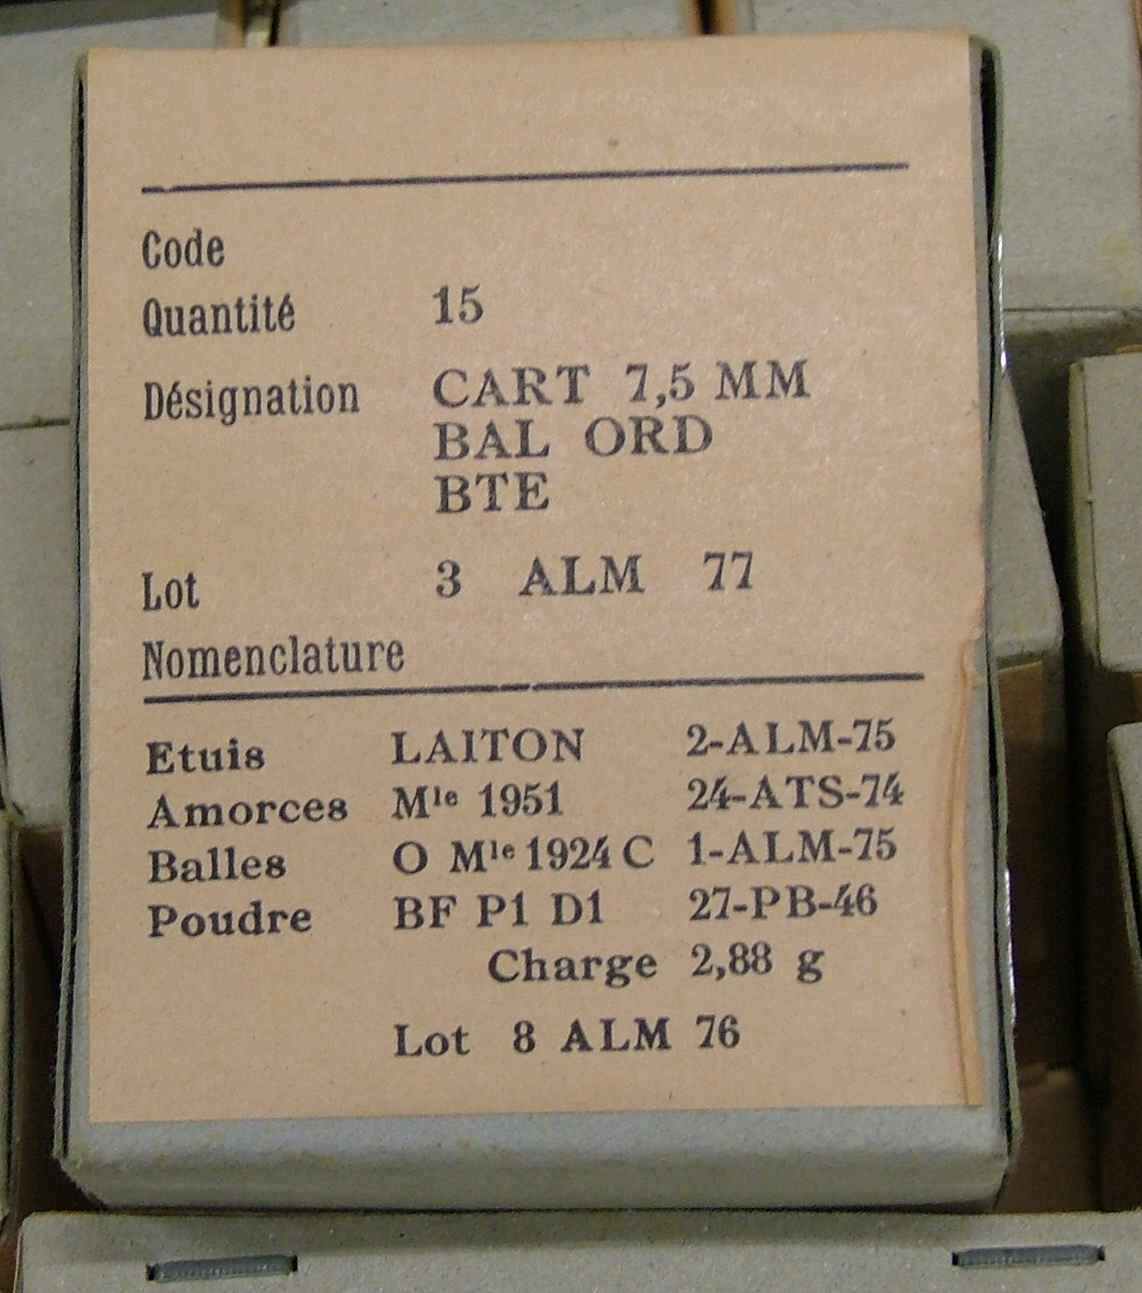 Code
Quantité 15
Désignation CART 7,5 MM
BAL ORD
BTE
Lot 3 ALM 77
Nomenclature
Etuis LAITON 2-ALM-75
Amorces Mle 1951 24-ATS-74
Balles O Mle 1924 C 1-ALM-75
Poudre BF P1 D1 27-PB-46
Charge 2,88 g
Lot 8 ALM 76